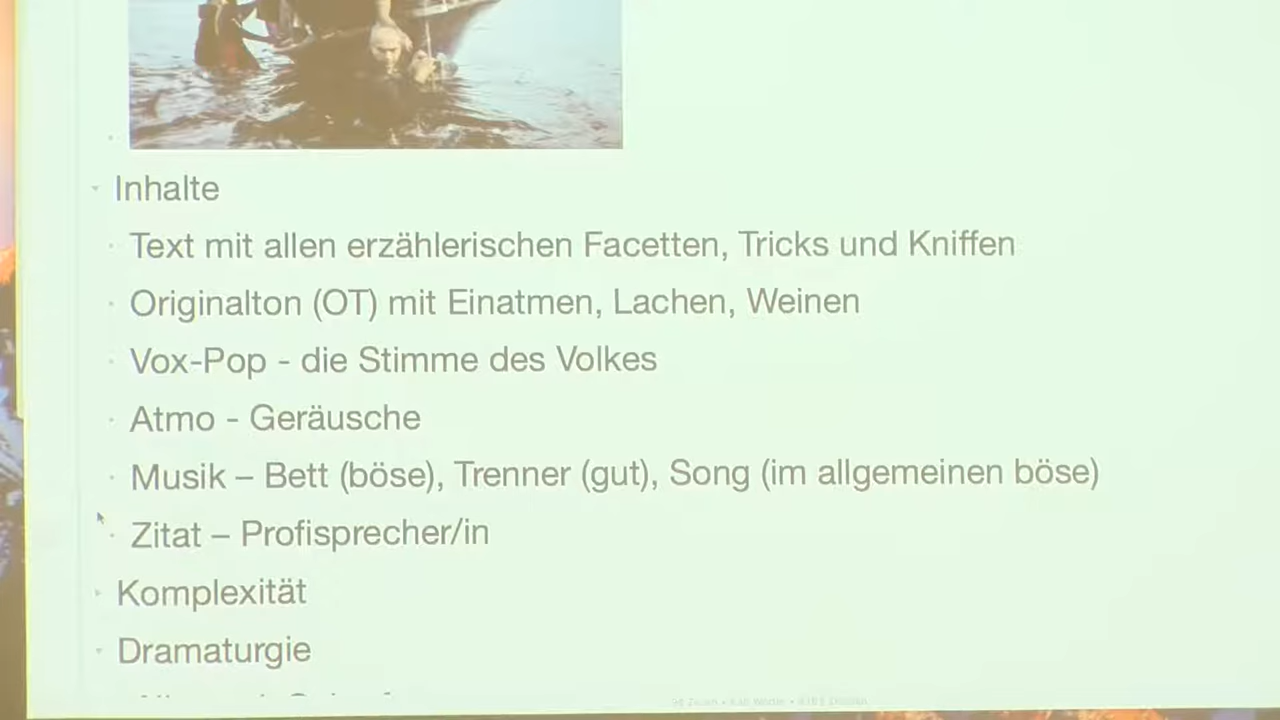 Inhalte
Text mit allen erzählerischen Facetten, Tricks und Kniffen
Originalton (OT) mit Einatmen, Lachen, Weinen
Vox-Pop - die Stimme des Volkes
Atmo - Geräusche
Musik – Bett (böse), Trenner (gut), Song (im allgemeinen böse)
Zitat – Profisprecher/in
Komplexität
Dramaturgie